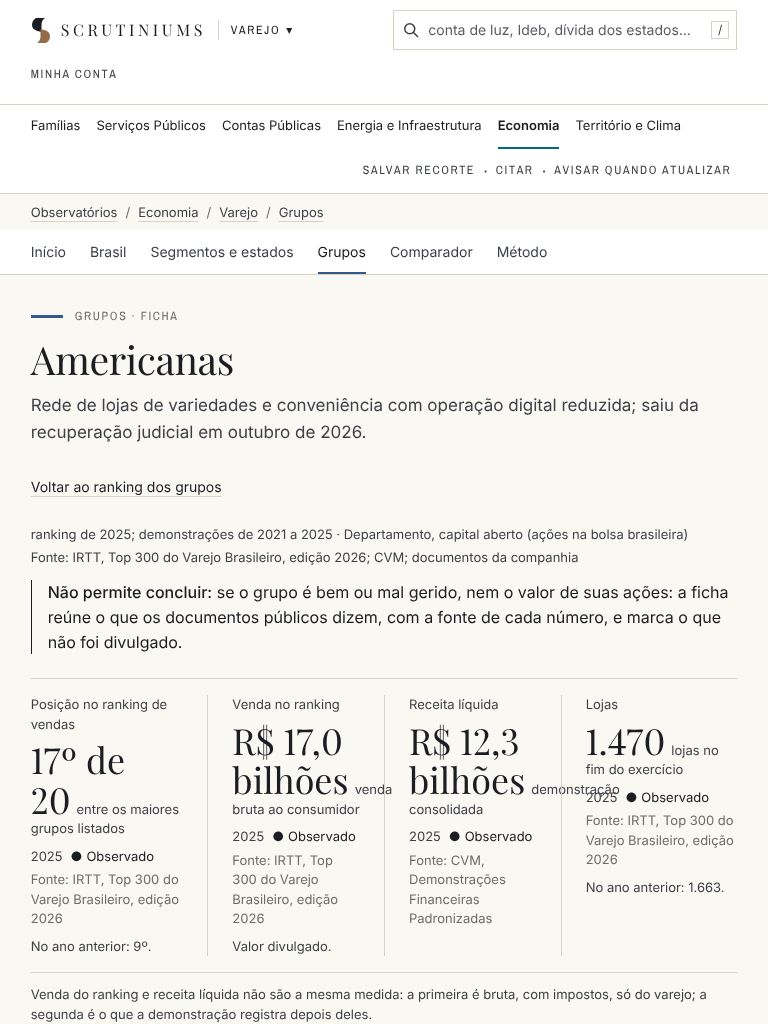 SCRUTINIUMS
VAREJO ▾
conta de luz, Ideb, dívida dos estados...
/
MINHA CONTA
Famílias Serviços Públicos Contas Públicas Energia e Infraestrutura Economia Território e Clima
SALVAR RECORTE · CITAR · AVISAR QUANDO ATUALIZAR
Observatórios / Economia / Varejo / Grupos
Início Brasil Segmentos e estados Grupos Comparador Método
GRUPOS · FICHA
Americanas
Rede de lojas de variedades e conveniência com operação digital reduzida; saiu da
recuperação judicial em outubro de 2026.
Voltar ao ranking dos grupos
ranking de 2025; demonstrações de 2021 a 2025 · Departamento, capital aberto (ações na bolsa brasileira)
Fonte: IRTT, Top 300 do Varejo Brasileiro, edição 2026; CVM; documentos da companhia
Não permite concluir: se o grupo é bem ou mal gerido, nem o valor de suas ações: a ficha
reúne o que os documentos públicos dizem, com a fonte de cada número, e marca o que
não foi divulgado.
Posição no ranking de
vendas
17º de
20 entre os maiores
grupos listados
2025 ● Observado
Fonte: IRTT, Top 300 do
Varejo Brasileiro, edição
2026
No ano anterior: 9º.
Venda no ranking
R$ 17,0
bilhões venda
bruta ao consumidor
2025 ● Observado
Fonte: IRTT, Top
300 do Varejo
Brasileiro, edição
2026
Valor divulgado.
Receita líquida
R$ 12,3
bilhões demonstração
consolidada
2025 ● Observado
Fonte: CVM,
Demonstrações
Financeiras
Padronizadas
Lojas
1.470 lojas no
fim do exercício
2025 ● Observado
Fonte: IRTT, Top 300 do
Varejo Brasileiro, edição
2026
No ano anterior: 1.663.
Venda do ranking e receita líquida não são a mesma medida: a primeira é bruta, com impostos, só do varejo; a
segunda é o que a demonstração registra depois deles.